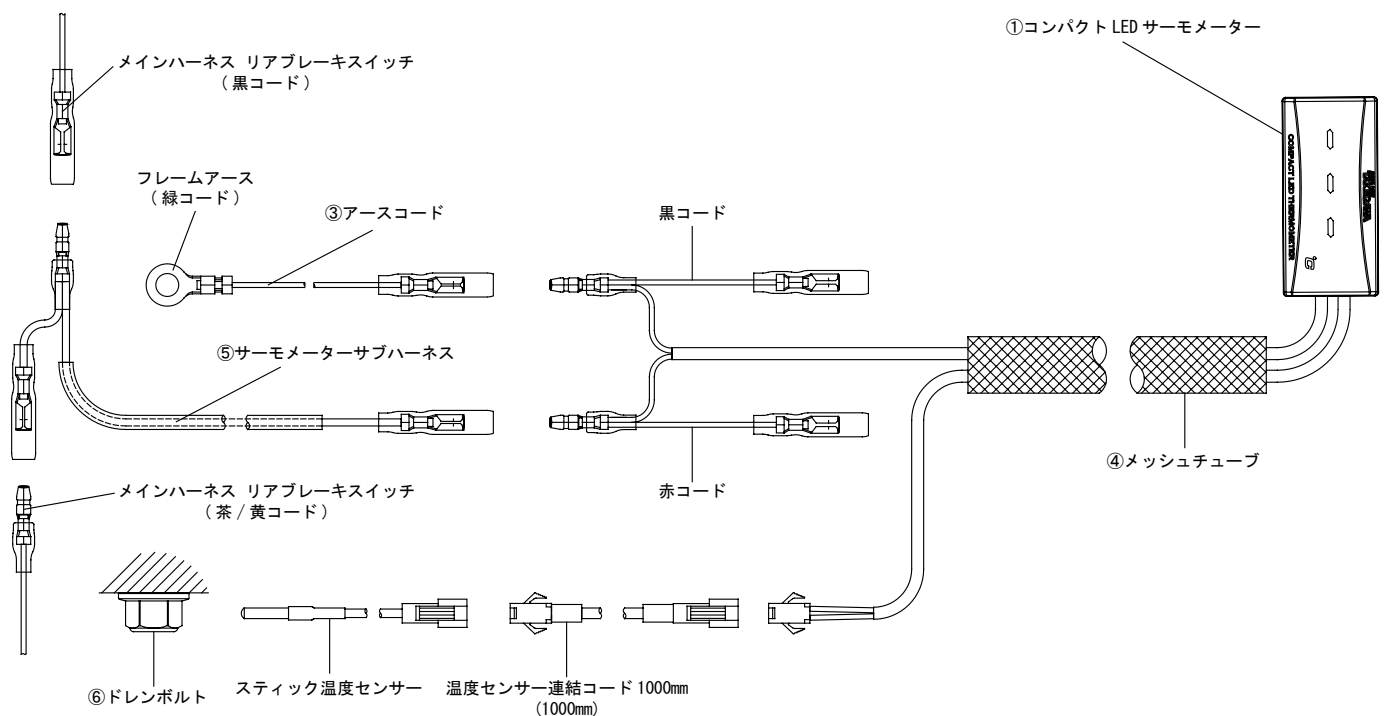 ①コンパクト LED サーモメーター
メインハーネス リアブレーキスイッチ
( 黒コード )
フレームアース
( 緑コード )
③アースコード
黒コード
COMPACT LED THERMOMETER
℃
⑤サーモメーターサブハーネス
④メッシュチューブ
メインハーネス リアブレーキスイッチ
( 茶 / 黄コード )
赤コード
⑥ドレンボルト
スティック温度センサー
温度センサー連結コード 1000mm
(1000mm)